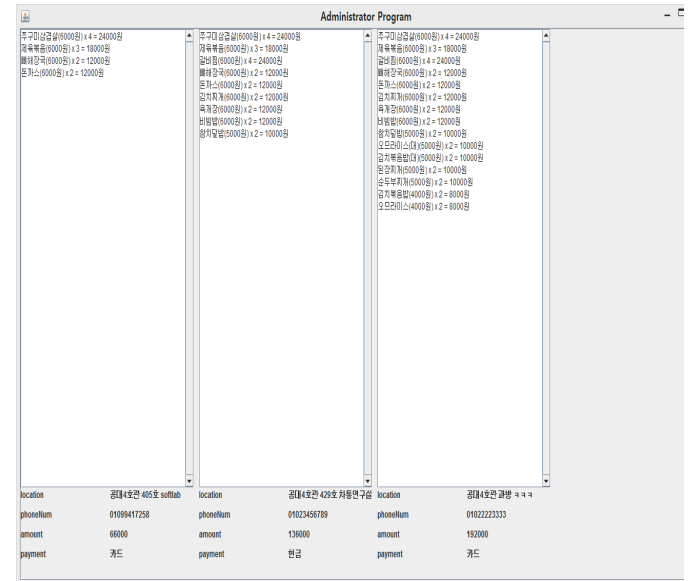 Administrator Program
쭈구미삼겹살(6000원) x 4 = 24000원
제육볶음(6000원) x 3 = 18000원
뼈해장국(6000원) x 2 = 12000원
돈까스(6000원) x 2 = 12000원
location 공대4호관 405호 softlab
phoneNum 01099417258
amount 66000
payment 카드
쭈구미삼겹살(6000원) x 4 = 24000원
제육볶음(6000원) x 3 = 18000원
갈비찜(6000원) x 4 = 24000원
뼈해장국(6000원) x 2 = 12000원
돈까스(6000원) x 2 = 12000원
김치찌개(6000원) x 2 = 12000원
육개장(6000원) x 2 = 12000원
비빔밥(6000원) x 2 = 12000원
참치덮밥(5000원) x 2 = 10000원
location 공대4호관 429호 차통연구실
phoneNum 01023456789
amount 136000
payment 현금
쭈구미삼겹살(6000원) x 4 = 24000원
제육볶음(6000원) x 3 = 18000원
갈비찜(6000원) x 4 = 24000원
뼈해장국(6000원) x 2 = 12000원
돈까스(6000원) x 2 = 12000원
김치찌개(6000원) x 2 = 12000원
육개장(6000원) x 2 = 12000원
비빔밥(6000원) x 2 = 12000원
참치덮밥(5000원) x 2 = 10000원
오므라이스(대)(5000원) x 2 = 10000원
김치볶음밥(대)(5000원) x 2 = 10000원
된장찌개(5000원) x 2 = 10000원
순두부찌개(5000원) x 2 = 10000원
김치볶음밥(4000원) x 2 = 8000원
오므라이스(4000원) x 2 = 8000원
location 공대4호관 과방 ㅋㅋㅋ
phoneNum 01022223333
amount 192000
payment 카드